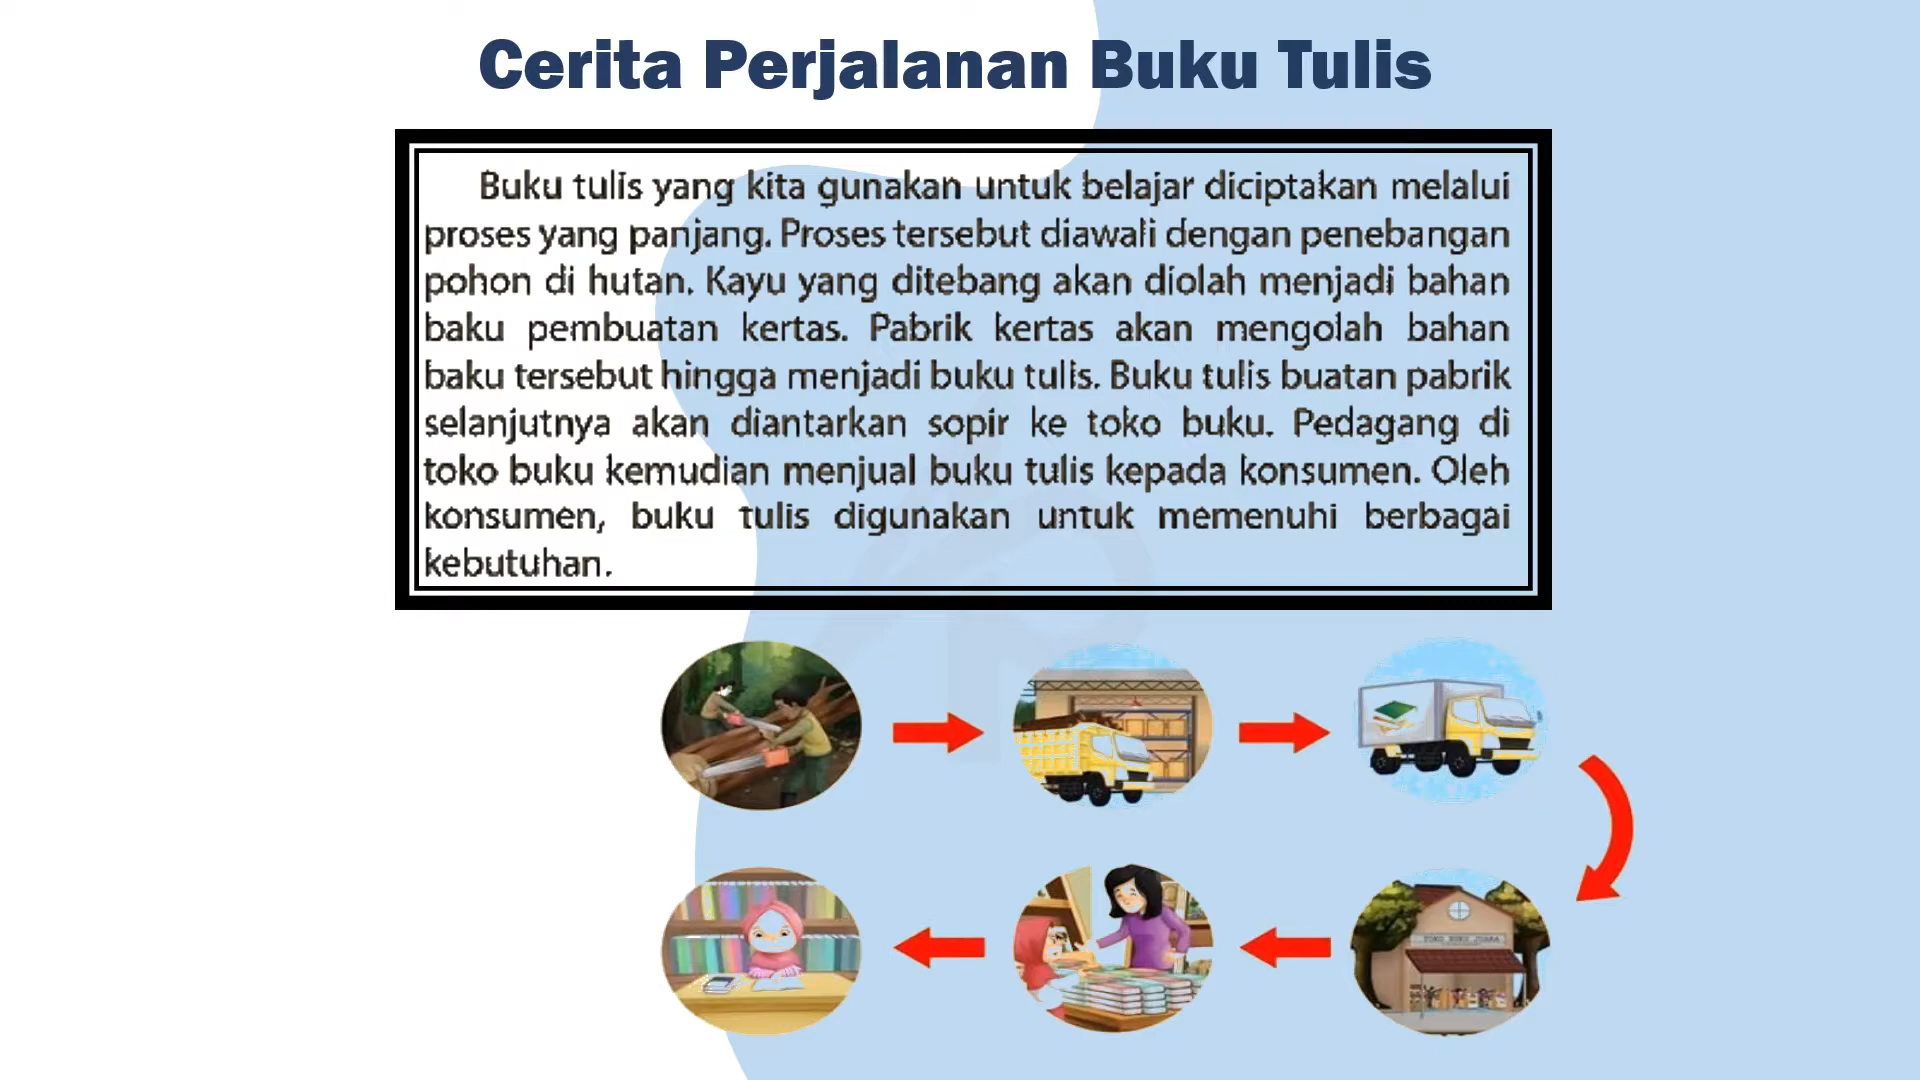 Cerita Perjalanan Buku Tulis
Buku tulis yang kita gunakan untuk belajar diciptakan melalui
proses yang panjang. Proses tersebut diawali dengan penebangan
pohon di hutan. Kayu yang ditebang akan diolah menjadi bahan
baku pembuatan kertas. Pabrik kertas akan mengolah bahan
baku tersebut hingga menjadi buku tulis. Buku tulis buatan pabrik
selanjutnya akan diantarkan sopir ke toko buku. Pedagang di
toko buku kemudian menjual buku tulis kepada konsumen. Oleh
konsumen, buku tulis digunakan untuk memenuhi berbagai
kebutuhan.
TOKO BUKU JUARA